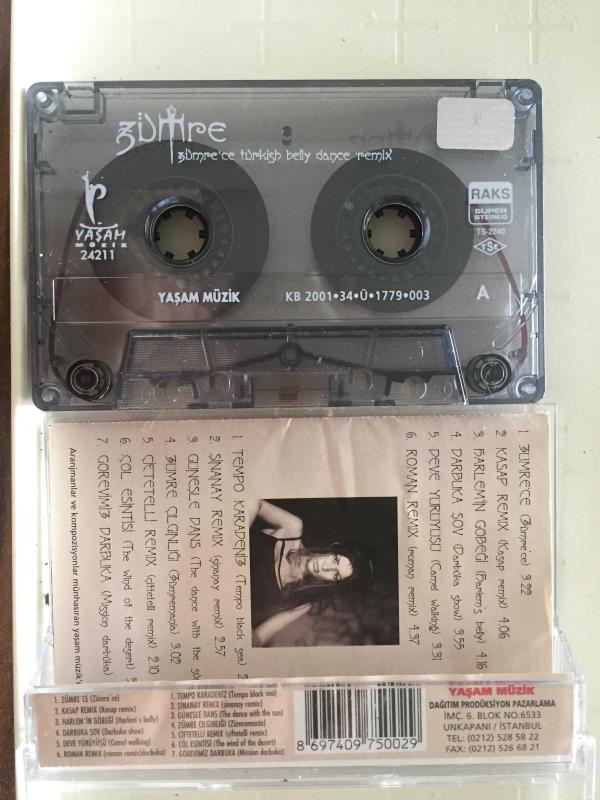 zümre
zümre'ce türkish belly dance remix
YAŞAM
MÜZİK
24211
RAKS
SUPER
STEREO
TS-2240
TSE
YAŞAM MÜZİK
KB 2001•34•Ü•1779•003
A
1. ZÜMRE'CE (Zümre'ce) 3.22
2. KASAP REMIX (Kasap remix) 4.06
3. HARLEM'İN GÖBEĞİ (Harlem's belly) 4.16
4. DARBUKA ŞOV (Darbuka show) 3.55
5. DEVE YÜRÜYÜŞÜ (Camel walking) 3.31
6. ROMAN REMIX (roman remix) 4.37
1. TEMPO KARADENİZ (Tempo black sea)
2. SİNANAY REMIX (şinanay remix) 2.57
3. GÜNEŞLE DANS (The dance with the sun
4. ZÜMRE ÇILGINLIĞI (Zümremania) 3.02
5. ÇİFTETELLİ REMIX (çiftetelli remix) 2.10
6. ÇÖL ESİNTİSİ (The wind of the desert)
7. GÖREVİMİZ DARBUKA (Mission darbuka)
Aranjmanlar ve kompozisyonlar münhasıran yaşam müzik'
1 ZÜMRE'CE (Zümre'ce)
2. KASAP REMIX (Kasap remix)
3. HARLEM'İN GÖBEĞİ (Harlem's belly)
4. DARBUKA SOV (Darbuka show)
5. DEVE YÜRÜYÜŞÜ (Camel walking)
6. ROMAN REMIX (roman remix)darbuka)
1. TEMPO KARADENİZ (Tempo black sea)
2. SİNANAY REMIX (sinanay remix)
3. GÜNESLE DANS (The dance with the sun)
4. ZÜMRE ÇILGINLIĞI (Zümremania)
5. ÇİFTETELLİ REMIX (çiftetelli remix)
6. ÇÖL ESİNTİSİ (The wind of the desert)
7. GÖREVİMİZ DARBUKA (Mission darbuka)
8 697409 750029
YAŞAM MÜZİK
DAĞITIM PRODÜKSİYON PAZARLAMA
İMÇ. 6. BLOK NO:6533
UNKAPANI / İSTANBUL
TEL: (0212) 528 58 22
FAX: (0212) 526 68 21